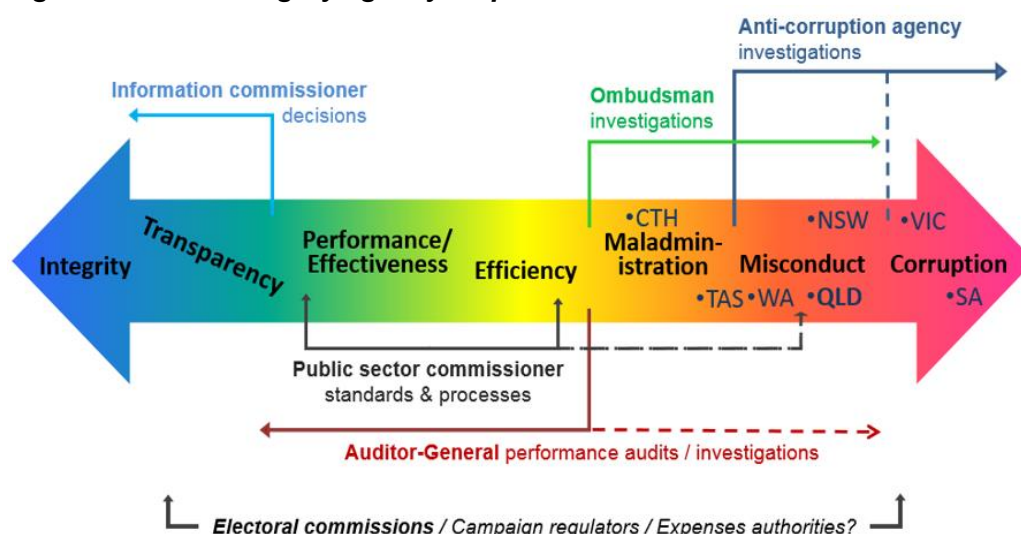 Anti-corruption agency
investigations
Information commissioner
decisions
Ombudsman
investigations
•CTH
•NSW
•VIC
Integrity
Transparency
Performance/
Effectiveness
Efficiency
Maladmin-
istration
Misconduct
Corruption
•TAS •WA •QLD
•SA
Public sector commissioner
standards & processes
Auditor-General performance audits / investigations
Electoral commissions / Campaign regulators / Expenses authorities?